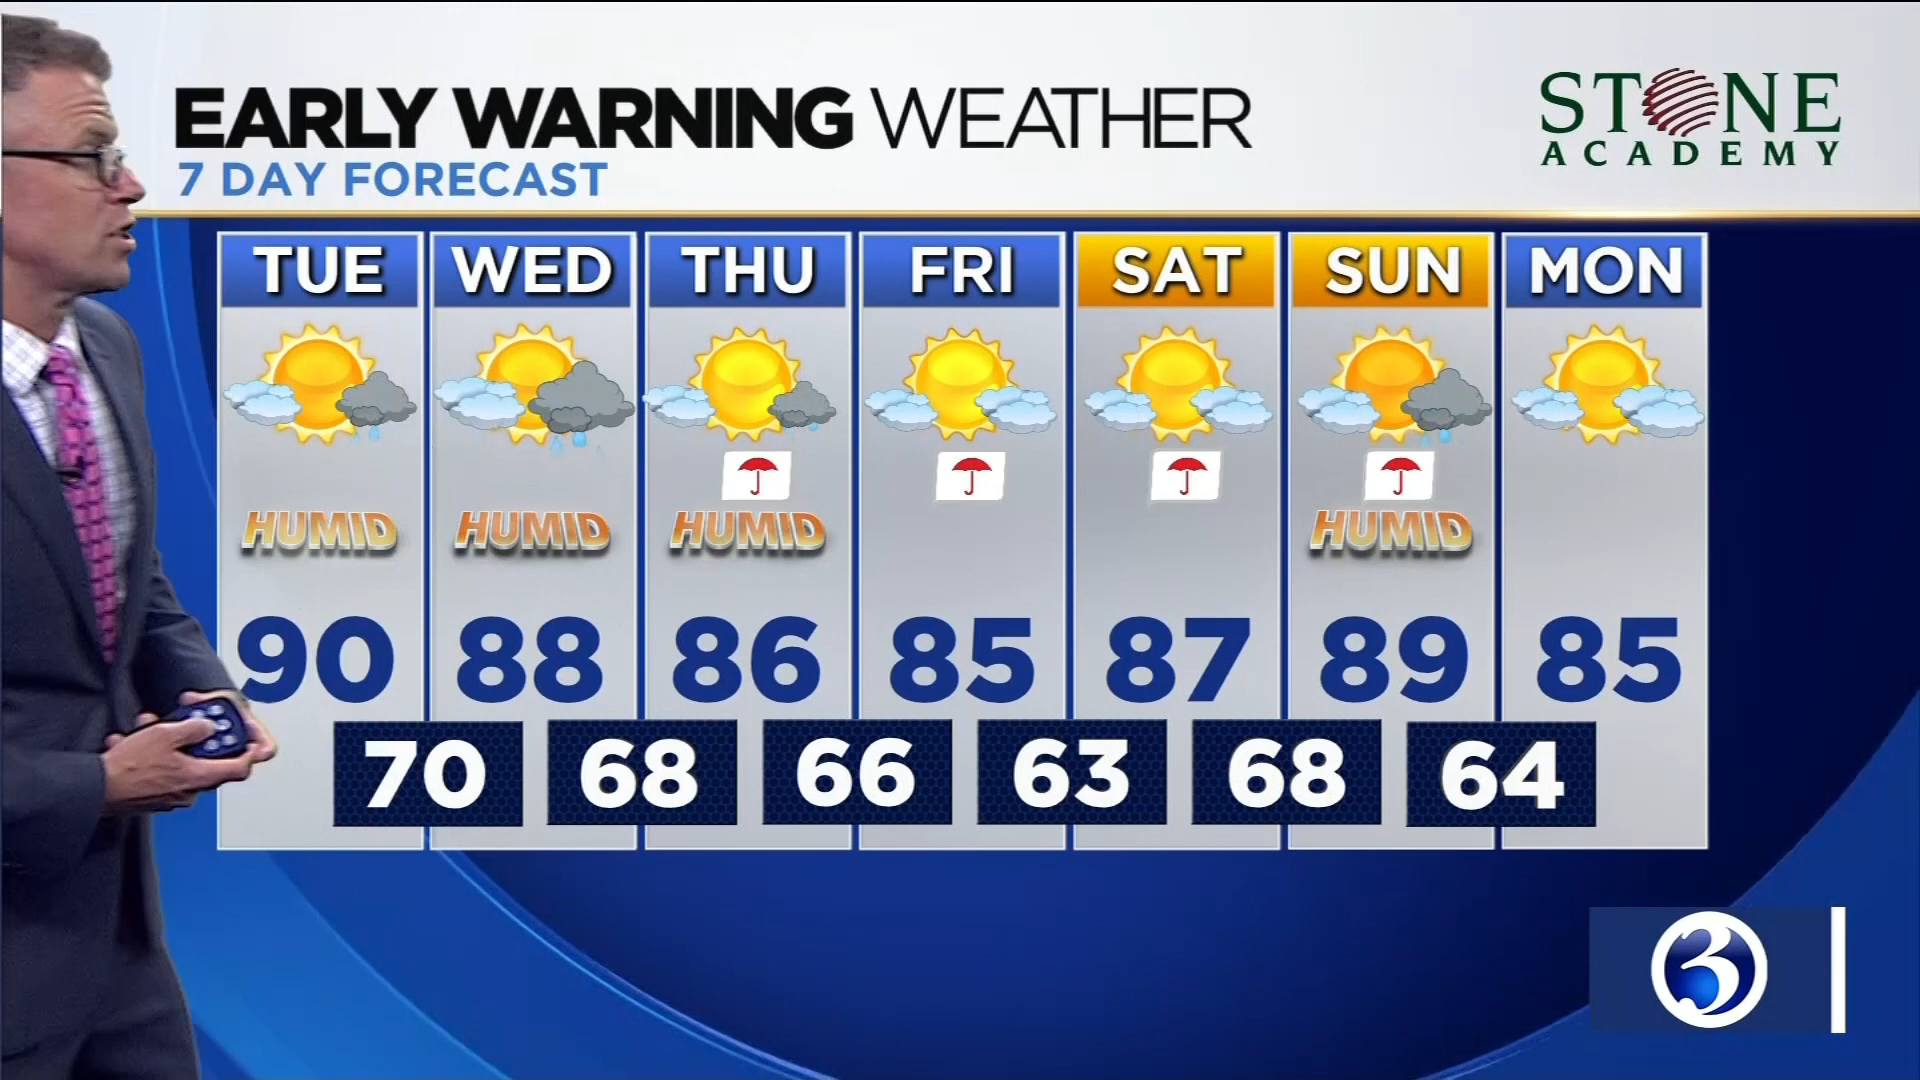 EARLY WARNING WEATHER
7 DAY FORECAST
STONE
ACADEMY
TUE WED THU FRI SAT SUN MON
HUMID HUMID HUMID HUMID
90 88 86 85 87 89 85
70 68 66 63 68 64
3